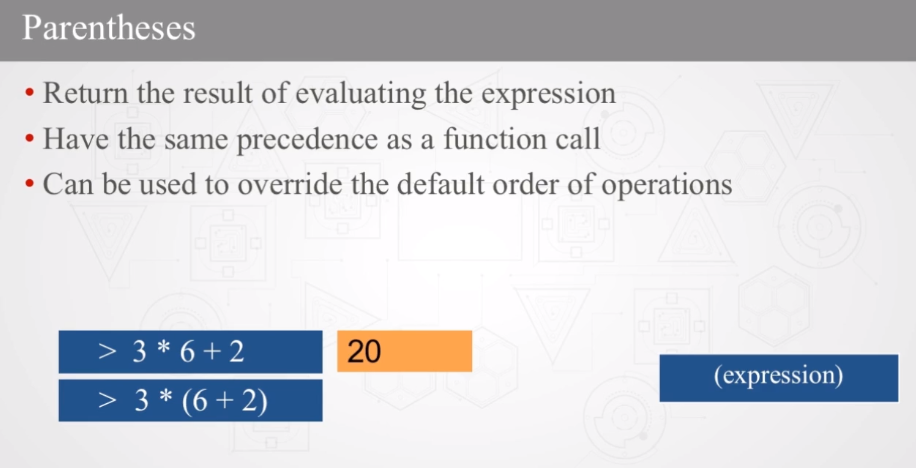 Parentheses
• Return the result of evaluating the expression
• Have the same precedence as a function call
• Can be used to override the default order of operations
> 3 * 6 + 2
20
> 3 * (6 + 2)
(expression)